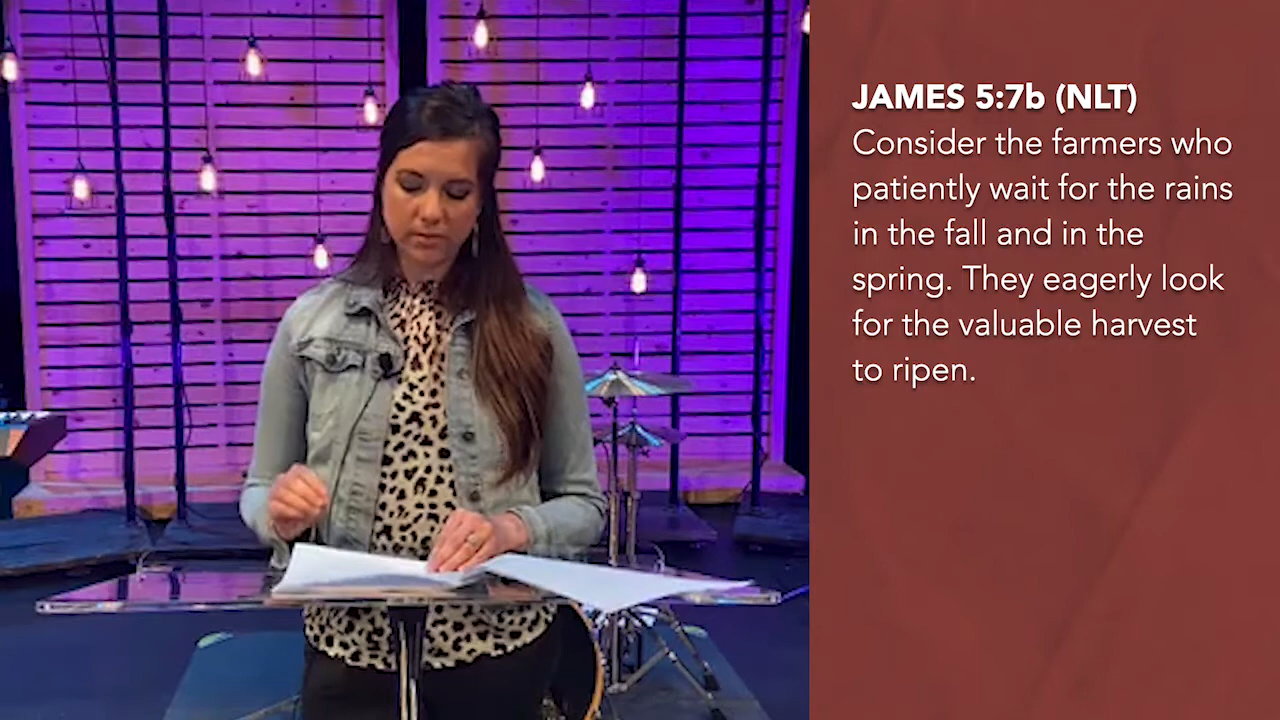 JAMES 5:7b (NLT)
Consider the farmers who
patiently wait for the rains
in the fall and in the
spring. They eagerly look
for the valuable harvest
to ripen.